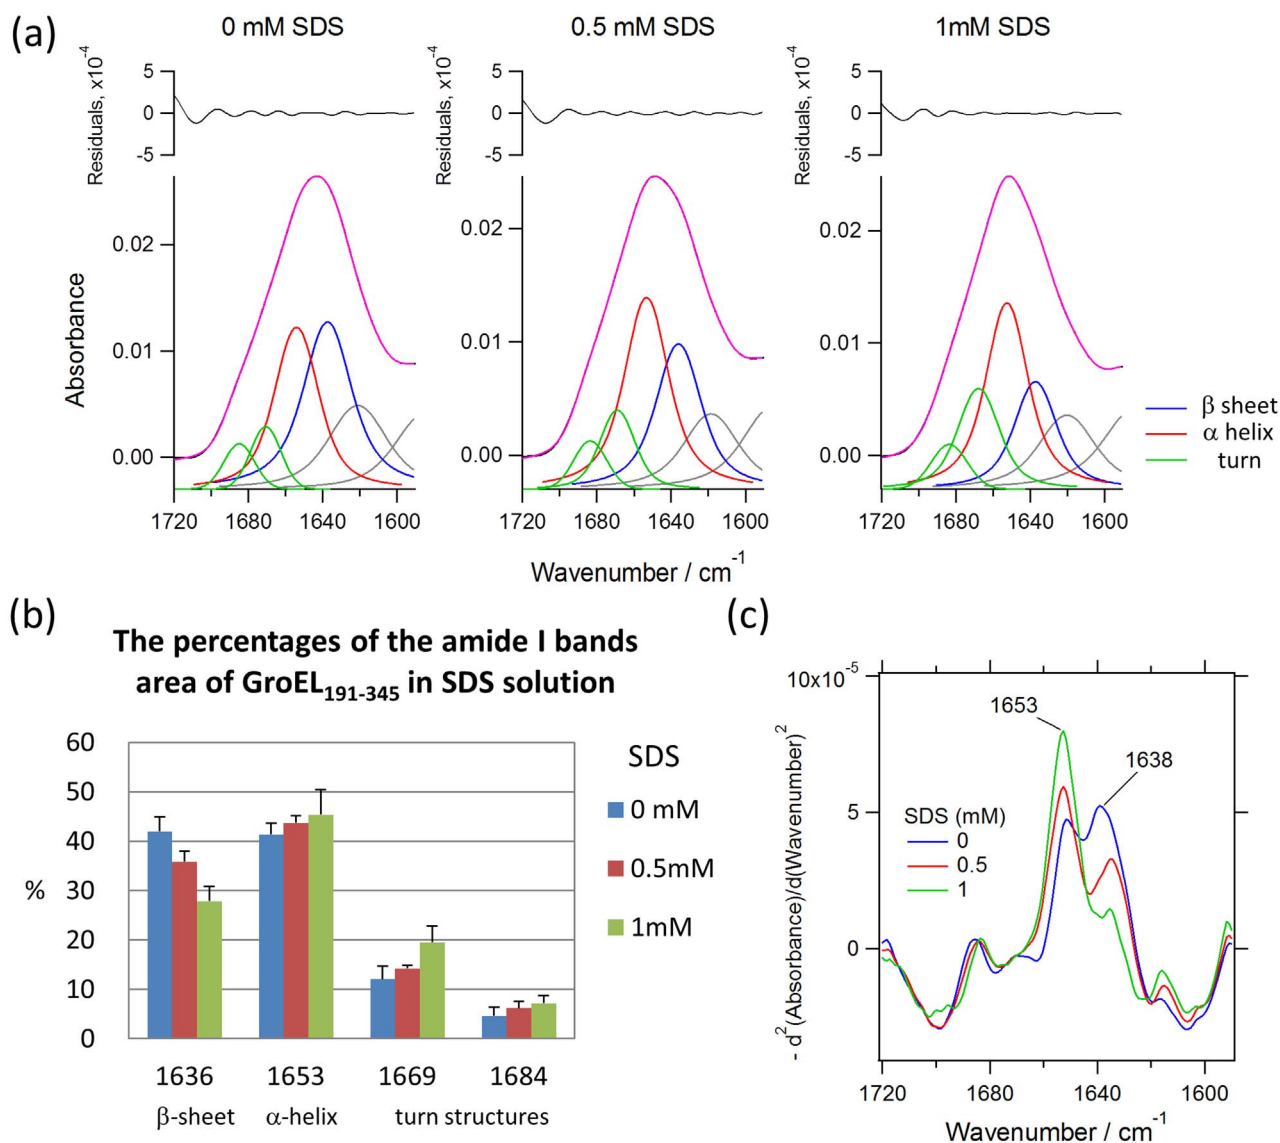 (a)
0 mM SDS
0.5 mM SDS
1mM SDS
Residuals, x10-4
5
0
-5
Residuals, x10-4
5
0
-5
Residuals, x10-4
5
0
-5
Absorbance
0.02
0.01
0.00
0.02
0.01
0.00
0.02
0.01
0.00
β sheet
α helix
turn
1720 1680 1640 1600
1720 1680 1640 1600
1720 1680 1640 1600
Wavenumber / cm-1
(b)
The percentages of the amide I bands
area of GroEL191-345 in SDS solution
%
60
50
40
30
20
10
0
SDS
0 mM
0.5mM
1mM
1636 1653 1669 1684
β-sheet α-helix turn structures
(c)
- d2(Absorbance)/d(Wavenumber)2
10x10-5
5
0
1653
1638
SDS (mM)
0
0.5
1
1720 1680 1640 1600
Wavenumber / cm-1